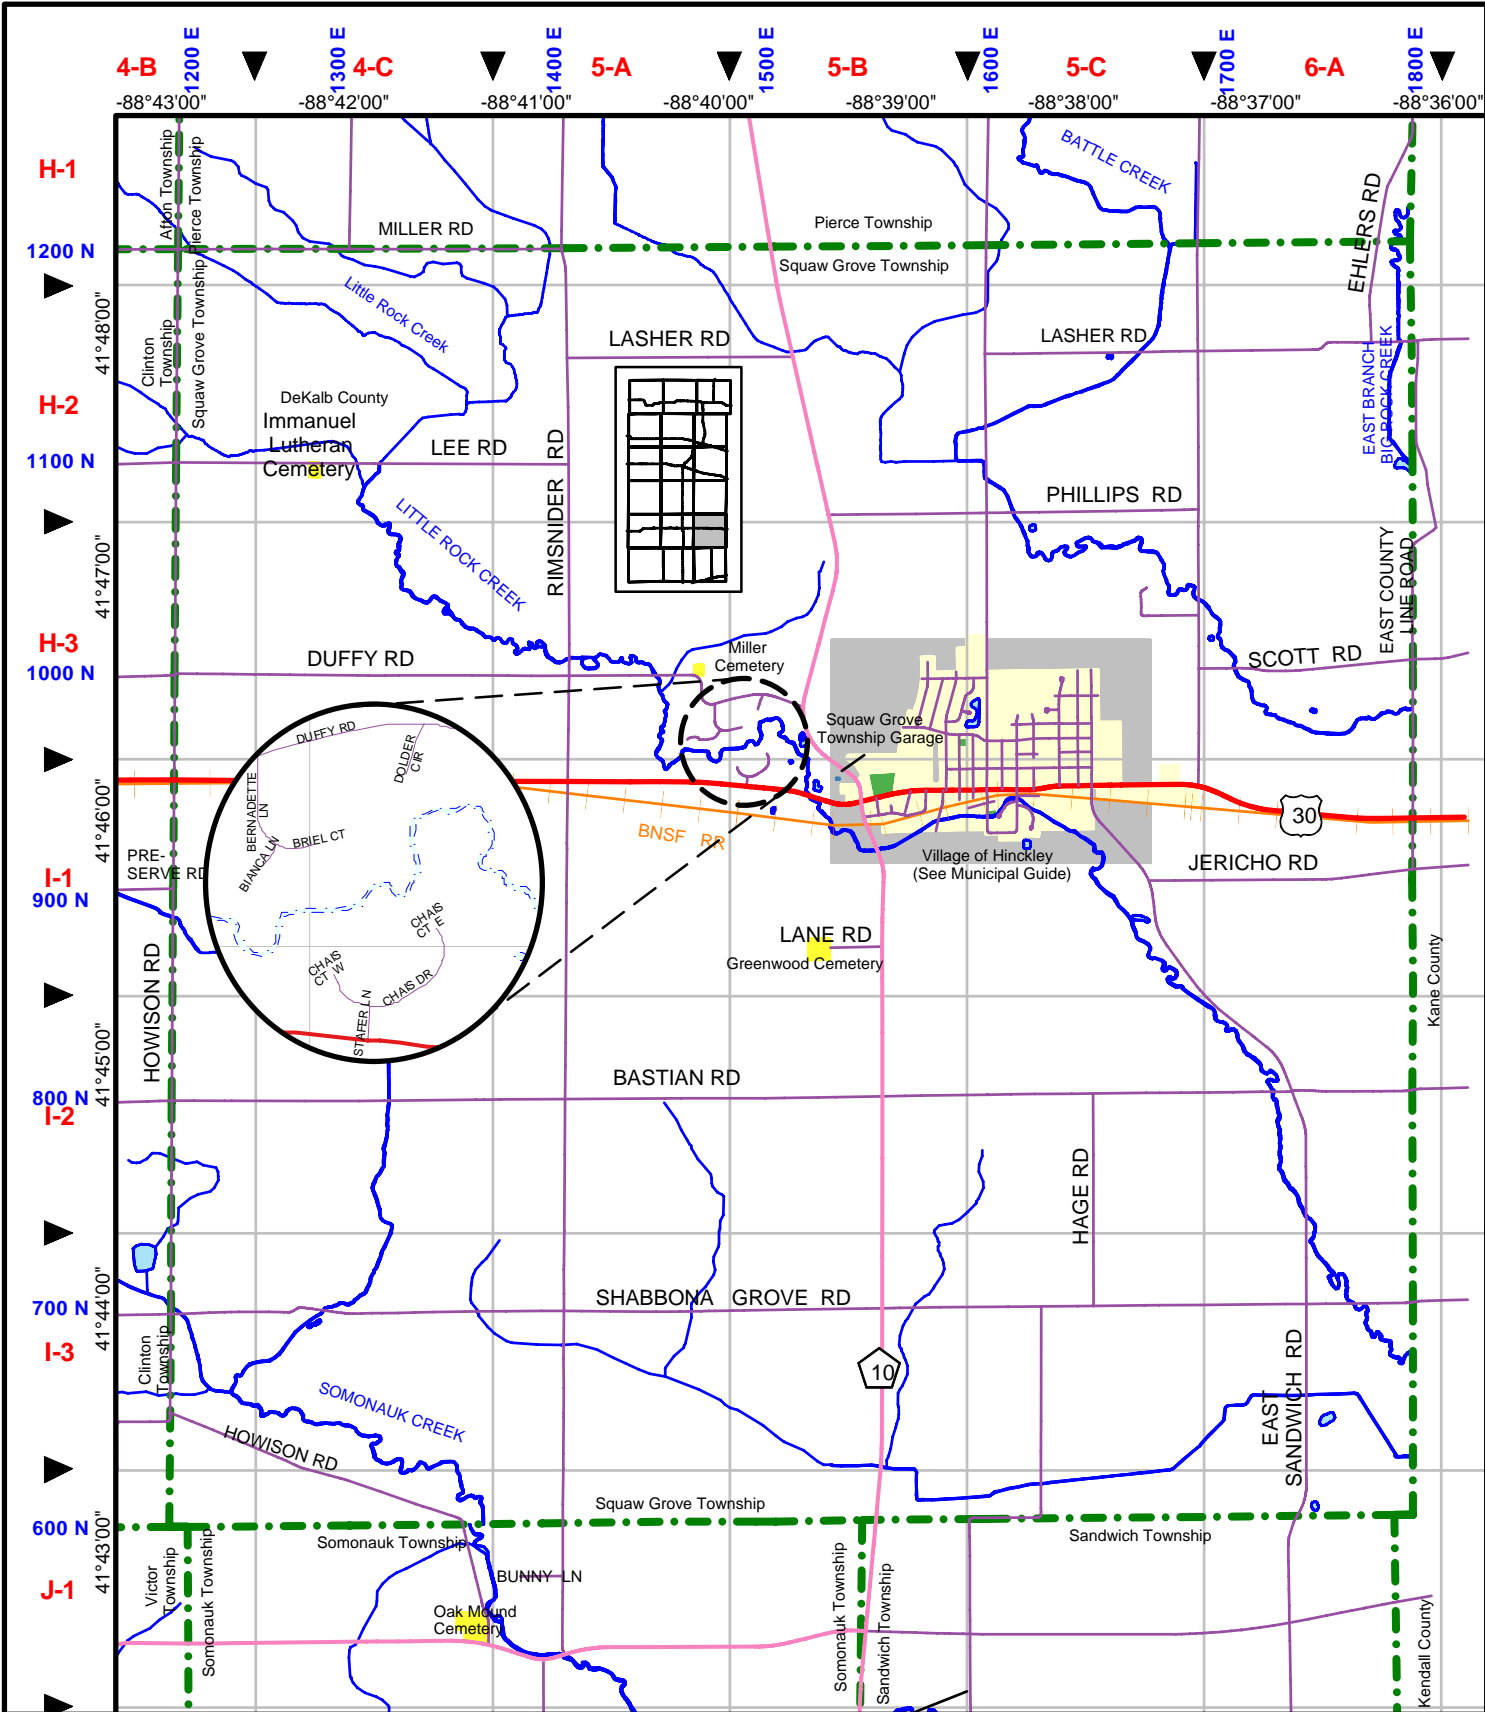 1200 E
1300 E
1400 E
1500 E
1600 E
1700 E
1800 E
4-B
4-C
5-A
5-B
5-C
6-A
-88°43'00"
-88°42'00"
-88°41'00"
-88°40'00"
-88°39'00"
-88°38'00"
-88°37'00"
-88°36'00"
H-1
Afton Township
Pierce Township
BATTLE CREEK
EHLERS RD
MILLER RD
Pierce Township
1200 N
Squaw Grove Township
Squaw Grove Township
Little Rock Creek
41°48'00"
Clinton
Township
LASHER RD
LASHER RD
EAST BRANCH
BIG ROCK CREEK
H-2
DeKalb County
Immanuel
Lutheran
Cemetery
LEE RD
1100 N
RIMSNIDER RD
PHILLIPS RD
LITTLE ROCK CREEK
41°47'00"
EAST COUNTY
LINE ROAD
H-3
1000 N
DUFFY RD
Miller
Cemetery
SCOTT RD
Squaw Grove
Township Garage
DUFFY RD
DOLDER
CIR
BERNADETTE
LN
BRIEL CT
BIANCA LN
41°46'00"
30
BNSF RR
PRE-
SERVE RD
Village of Hinckley
(See Municipal Guide)
JERICHO RD
I-1
900 N
CHAIS
CT E
CHAIS
CT W
CHAIS DR
STAFER LN
LANE RD
Greenwood Cemetery
HOWISON RD
Kane County
41°45'00"
BASTIAN RD
800 N
I-2
HAGE RD
41°44'00"
SHABBONA GROVE RD
700 N
I-3
Clinton
Township
10
EAST
SANDWICH RD
SOMONAUK CREEK
HOWISON RD
Squaw Grove Township
600 N
41°43'00"
Somonauk Township
Sandwich Township
J-1
Victor
Township
Somonauk Township
BUNNY LN
Oak Mound
Cemetery
Somonauk Township
Sandwich Township
Kendall County